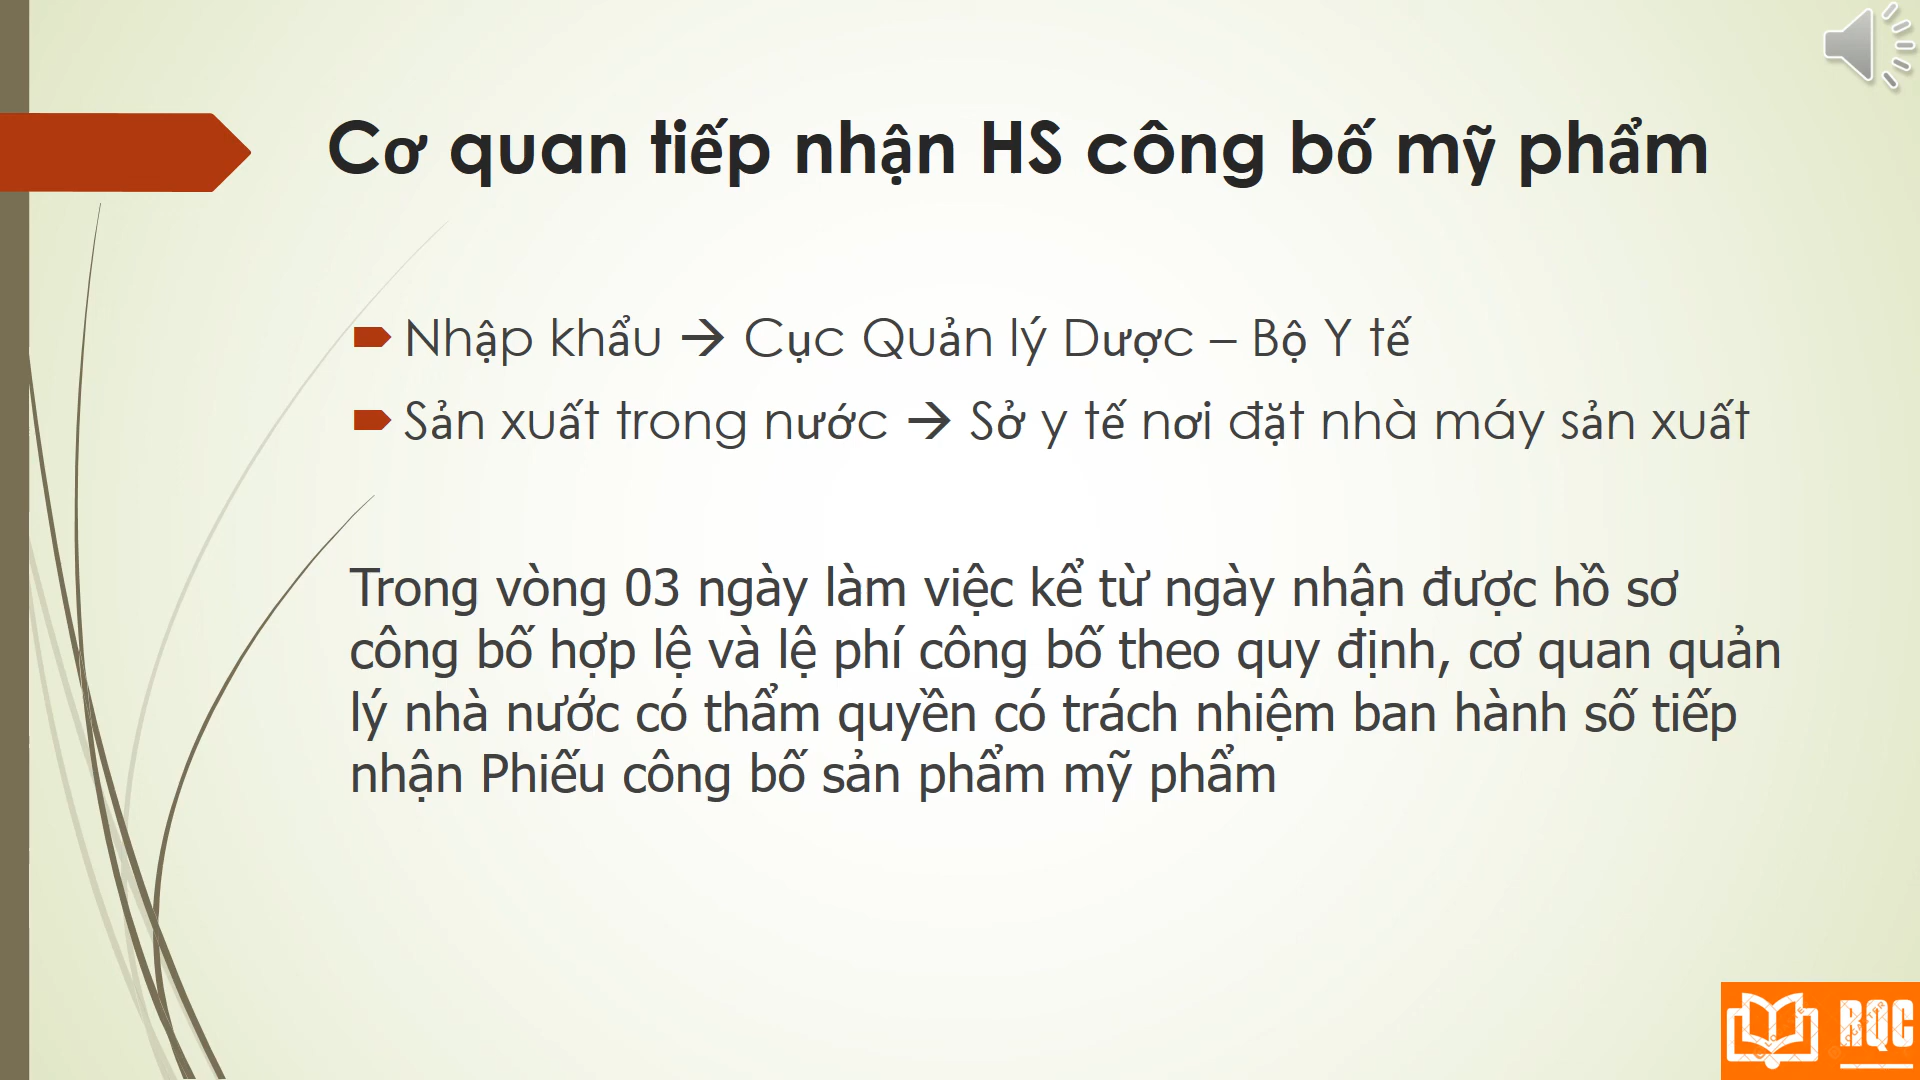 Cơ quan tiếp nhận HS công bố mỹ phẩm
Nhập khẩu → Cục Quản lý Dược – Bộ Y tế
Sản xuất trong nước → Sở y tế nơi đặt nhà máy sản xuất
Trong vòng 03 ngày làm việc kể từ ngày nhận được hồ sơ
công bố hợp lệ và lệ phí công bố theo quy định, cơ quan quản
lý nhà nước có thẩm quyền có trách nhiệm ban hành số tiếp
nhận Phiếu công bố sản phẩm mỹ phẩm
RQC